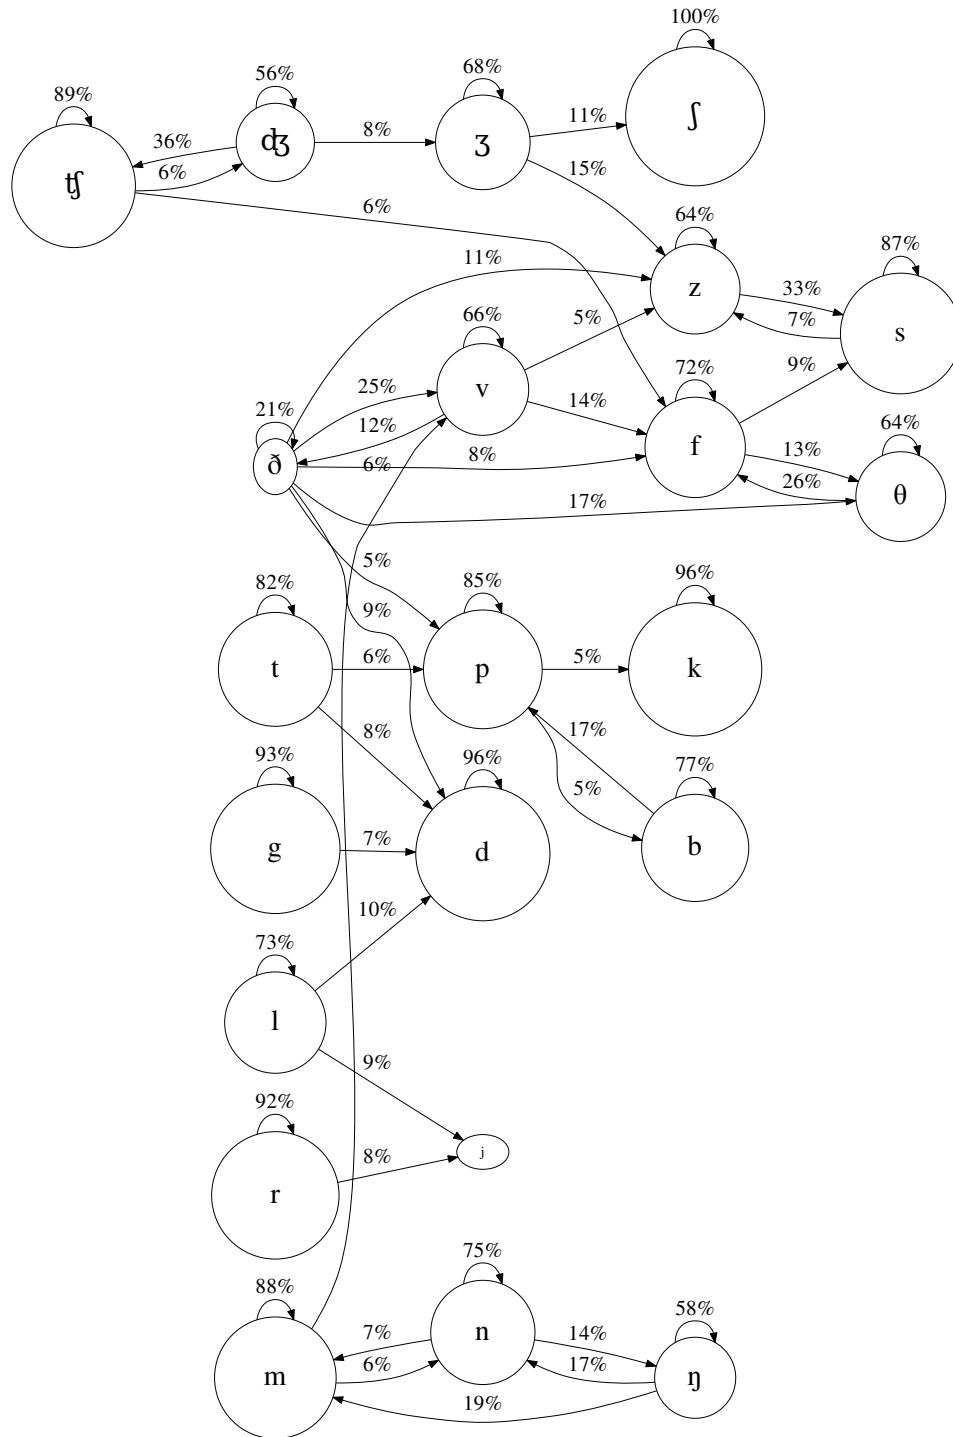 100%
56%
68%
89%
36%
8%
11%
ʃ
ʤ
ʒ
6%
15%
ʧ
6%
64%
87%
11%
z
33%
66%
5%
7%
s
25%
v
72%
9%
21%
12%
14%
64%
ð
6%
8%
f
13%
26%
θ
17%
5%
82%
85%
96%
9%
t
6%
p
5%
k
8%
17%
93%
96%
77%
5%
g
7%
d
b
10%
73%
l
9%
92%
j
8%
r
75%
88%
58%
7%
n
14%
6%
17%
m
ŋ
19%